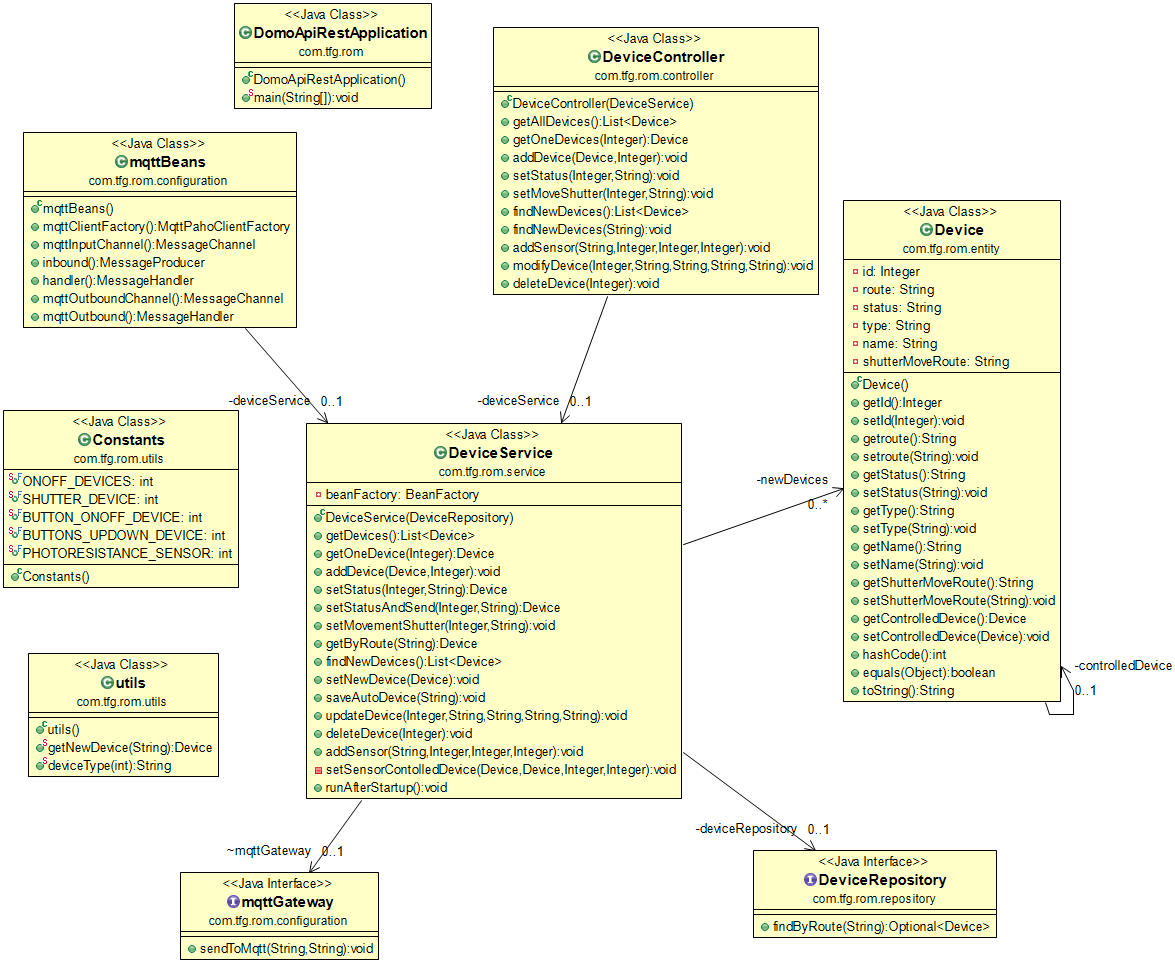 <<Java Class>>
DomoApiRestApplication
com.tfg.rom
DomoApiRestApplication()
main(String[]):void
<<Java Class>>
DeviceController
com.tfg.rom.controller
DeviceController(DeviceService)
getAllDevices():List<Device>
getOneDevices(Integer):Device
addDevice(Device,Integer):void
setStatus(Integer,String):void
setMoveShutter(Integer,String):void
findNewDevices():List<Device>
findNewDevices(String):void
addSensor(String,Integer,Integer,Integer):void
modifyDevice(Integer,String,String,String,String):void
deleteDevice(Integer):void
<<Java Class>>
mqttBeans
com.tfg.rom.configuration
mqttBeans()
mqttClientFactory():MqttPahoClientFactory
mqttInputChannel():MessageChannel
inbound():MessageProducer
handler():MessageHandler
mqttOutboundChannel():MessageChannel
mqttOutbound():MessageHandler
<<Java Class>>
Device
com.tfg.rom.entity
id: Integer
route: String
status: String
type: String
name: String
shutterMoveRoute: String
Device()
getId():Integer
setId(Integer):void
getroute():String
setroute(String):void
getStatus():String
setStatus(String):void
getType():String
setType(String):void
getName():String
setName(String):void
getShutterMoveRoute():String
setShutterMoveRoute(String):void
getControlledDevice():Device
setControlledDevice(Device):void
hashCode():int
equals(Object):boolean
toString():String
-controlledDevice
0..1
-deviceService 0..1
-deviceService 0..1
<<Java Class>>
Constants
com.tfg.rom.utils
ONOFF_DEVICES: int
SHUTTER_DEVICE: int
BUTTON_ONOFF_DEVICE: int
BUTTONS_UPDOWN_DEVICE: int
PHOTORESISTANCE_SENSOR: int
Constants()
<<Java Class>>
DeviceService
com.tfg.rom.service
beanFactory: BeanFactory
DeviceService(DeviceRepository)
getDevices():List<Device>
getOneDevice(Integer):Device
addDevice(Device,Integer):void
setStatus(Integer,String):Device
setStatusAndSend(Integer,String):Device
setMovementShutter(Integer,String):void
getByRoute(String):Device
findNewDevices():List<Device>
setNewDevice(Device):void
saveAutoDevice(String):void
updateDevice(Integer,String,String,String,String):void
deleteDevice(Integer):void
addSensor(String,Integer,Integer,Integer):void
setSensorContolledDevice(Device,Device,Integer,Integer):void
runAfterStartup():void
-newDevices
0..*
<<Java Class>>
utils
com.tfg.rom.utils
utils()
getNewDevice(String):Device
deviceType(int):String
~mqttGateway 0..1
-deviceRepository 0..1
<<Java Interface>>
mqttGateway
com.tfg.rom.configuration
sendToMqtt(String,String):void
<<Java Interface>>
DeviceRepository
com.tfg.rom.repository
findByRoute(String):Optional<Device>